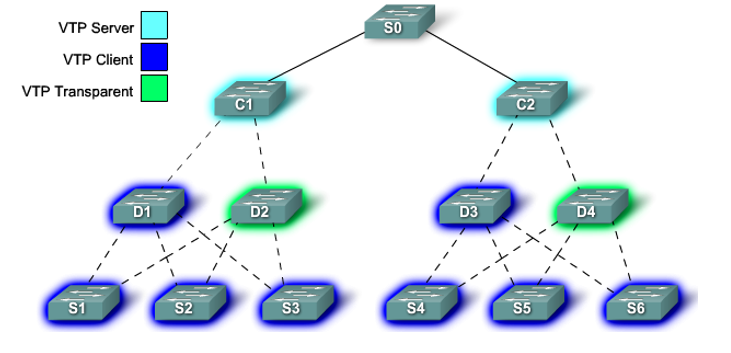 VTP Server
VTP Client
VTP Transparent
S0
C1
C2
D1
D2
D3
D4
S1
S2
S3
S4
S5
S6